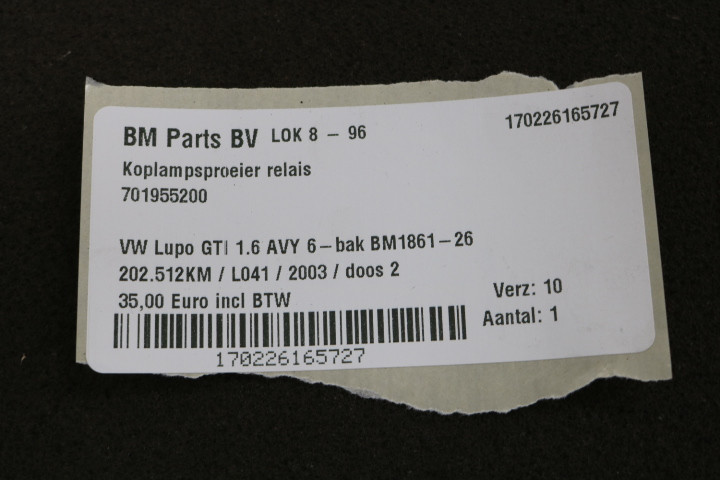 BM Parts BV LOK 8 - 96 170226165727
Koplampsproeier relais
701955200
VW Lupo GTI 1.6 AVY 6-bak BM1861-26
202.512KM / L041 / 2003 / doos 2
35,00 Euro incl BTW Verz: 10
Aantal: 1
170226165727